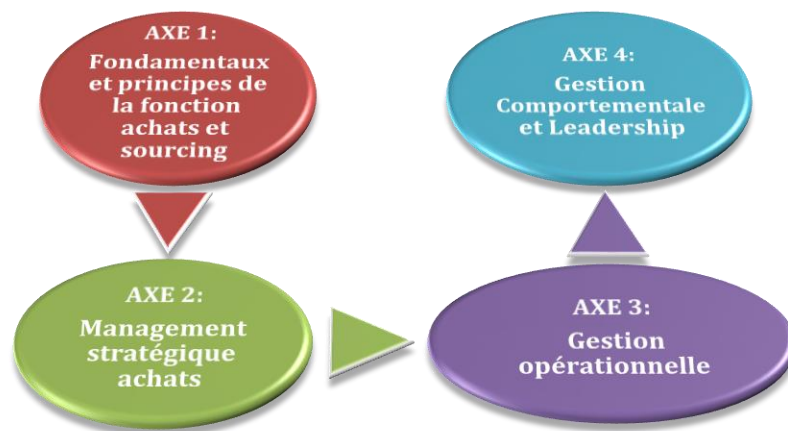 AXE 1:
Fondamentaux
et principes de
la fonction
achats et
sourcing
AXE 2:
Management
stratégique
achats
AXE 3:
Gestion
opérationnelle
AXE 4:
Gestion
Comportementale
et Leadership